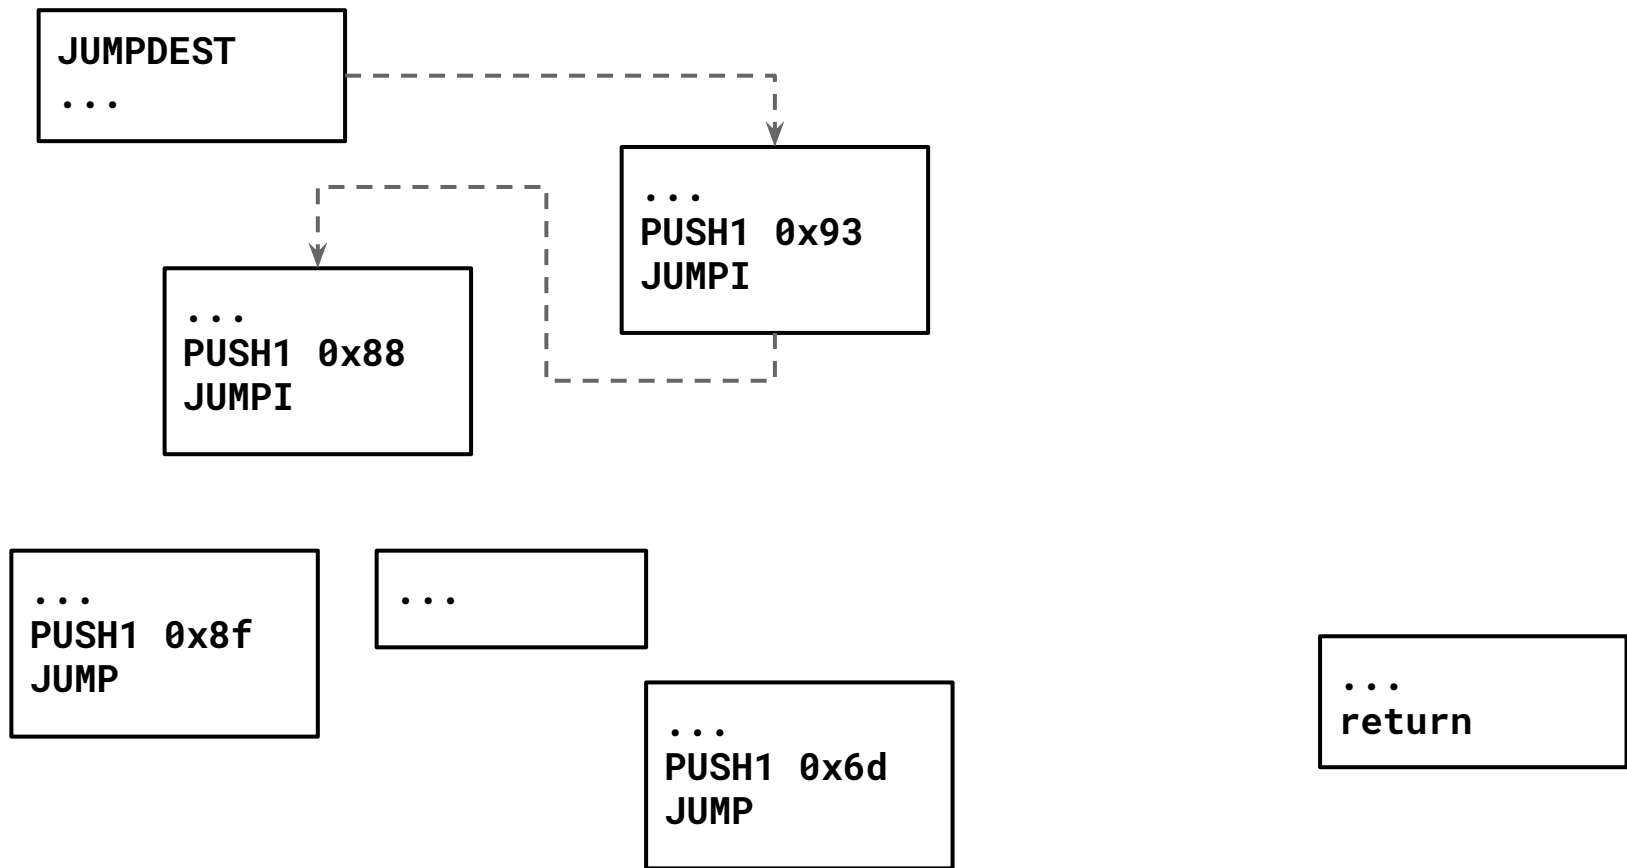 JUMPDEST
...
...
PUSH1 0x93
JUMPI
...
PUSH1 0x88
JUMPI
...
PUSH1 0x8f
JUMP
...
...
PUSH1 0x6d
JUMP
...
return